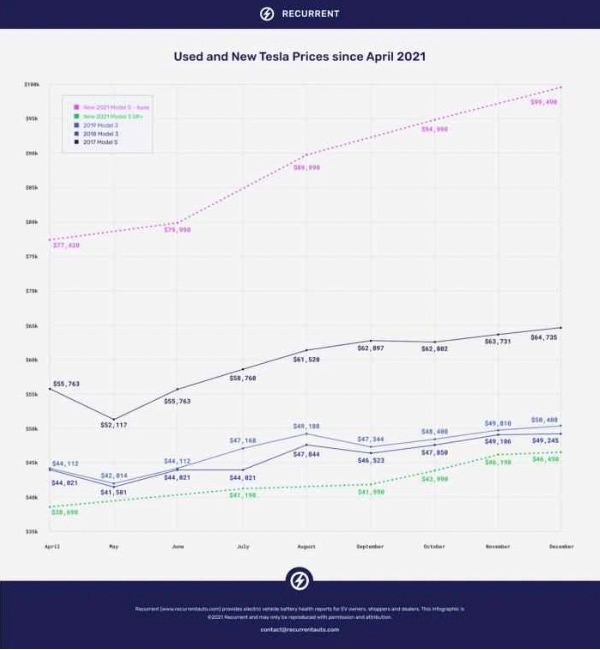 RECURRENT
Used and New Tesla Prices since April 2021
$100k
New 2021 Model S - base
New 2021 Model 3 SR+
2019 Model 3
2018 Model 3
2017 Model S
$99,490
$95k
$94,990
$90k
$89,990
$85k
$80k
$79,990
$77,420
$75k
$70k
$65k
$64,735
$63,731
$62,897
$62,802
$61,520
$60k
$58,760
$55k
$55,763
$55,763
$52,117
$50k
$50,400
$49,810
$49,188
$48,400
$49,186
$49,245
$47,168
$47,344
$47,644
$47,850
$46,523
$45k
$44,112
$44,112
$46,190
$46,490
$44,021
$42,014
$44,021
$44,021
$43,990
$41,501
$41,190
$41,990
$40k
$38,690
$35k
April May June July August September October November December
Recurrent (www.recurrentauto.com) provides electric vehicle battery health reports for EV owners, shoppers and dealers. This infographic is
©2021 Recurrent and may only be reproduced with permission and attribution.
contact@recurrentauto.com